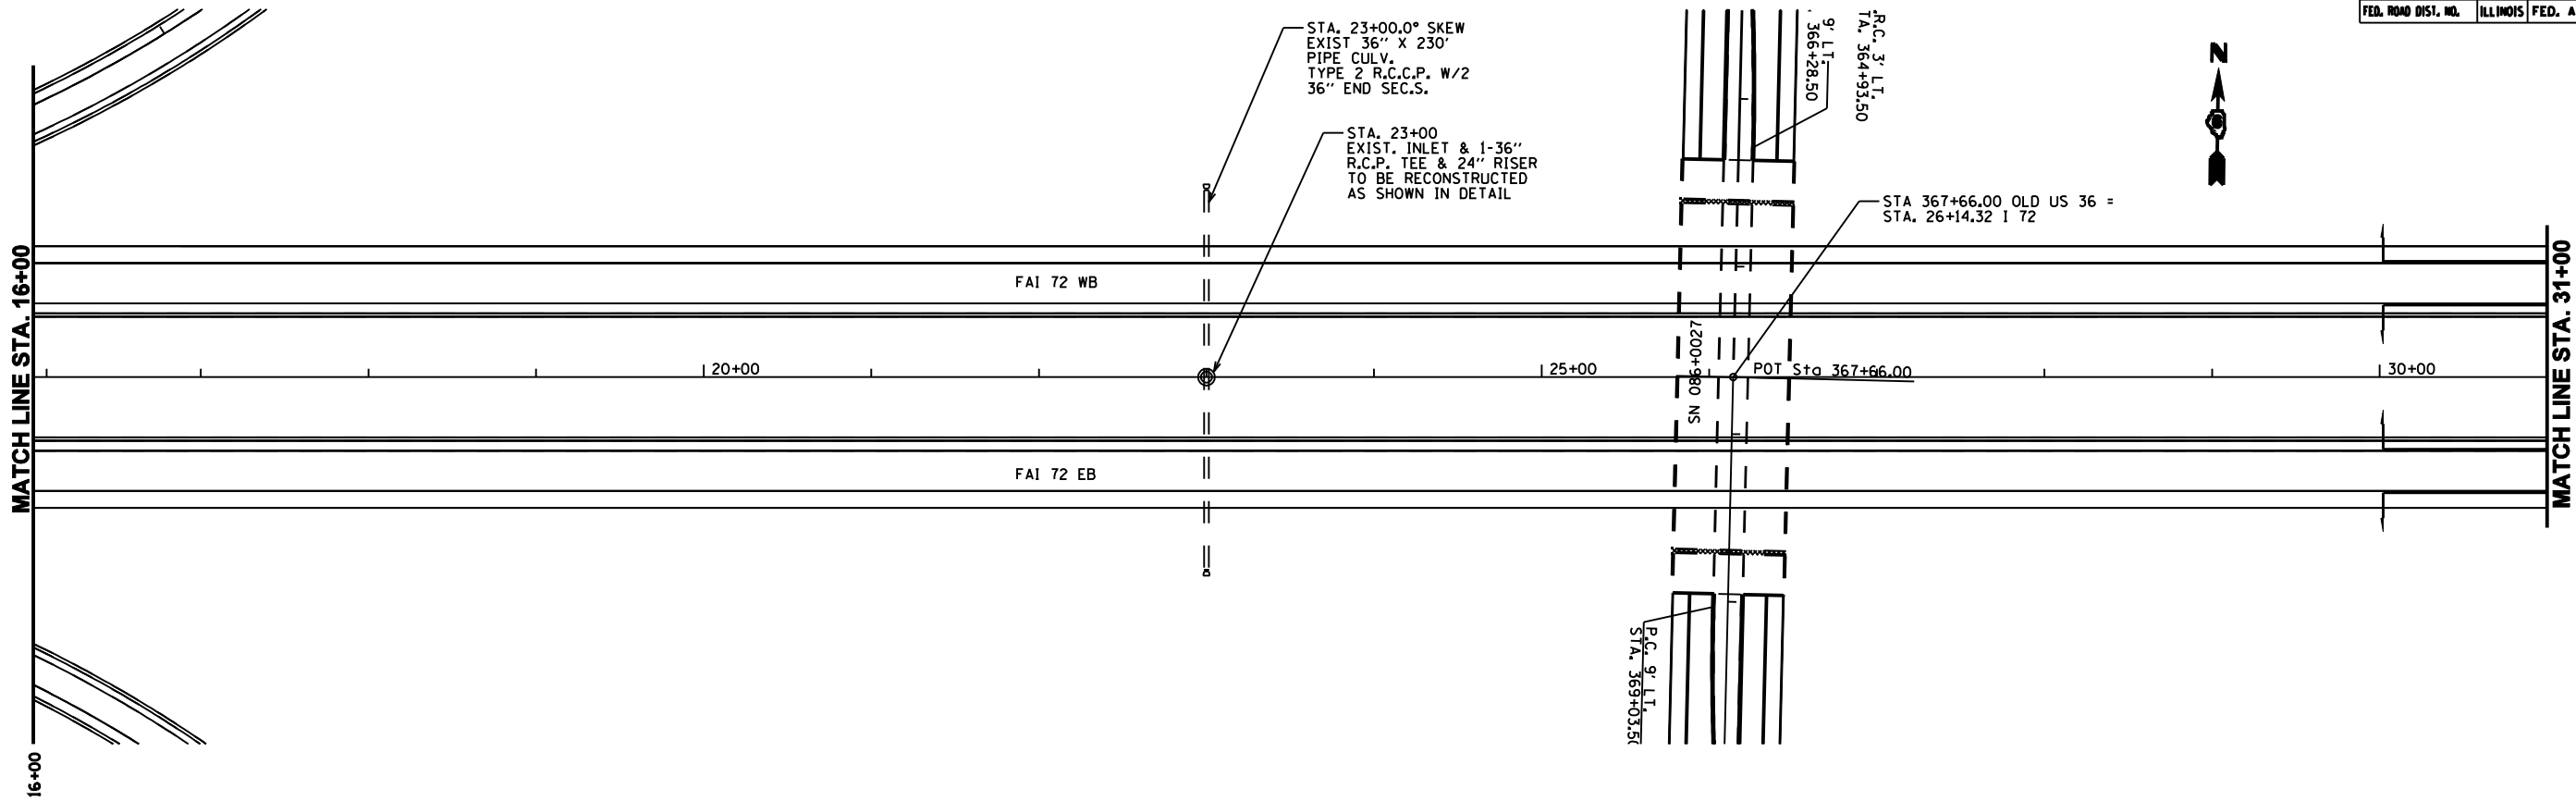 FED. ROAD DIST. NO. ILLINOIS FED. A
STA. 23+00.0° SKEW
EXIST 36" X 230'
PIPE CULV.
TYPE 2 R.C.C.P. W/2
36" END SEC.S.
STA. 23+00
EXIST. INLET & 1-36"
R.C.P. TEE & 24" RISER
TO BE RECONSTRUCTED
AS SHOWN IN DETAIL
.R.C. 3' LT.
TA. 364+93.50
9' LT.
366+28.50
N
STA 367+66.00 OLD US 36 =
STA. 26+14.32 I 72
MATCH LINE STA. 16+00
FAI 72 WB
20+00
25+00
SN 086+0027
POT Sta 367+66.00
30+00
MATCH LINE STA. 31+00
FAI 72 EB
P.C. 9' LT.
STA. 369+03.50
16+00